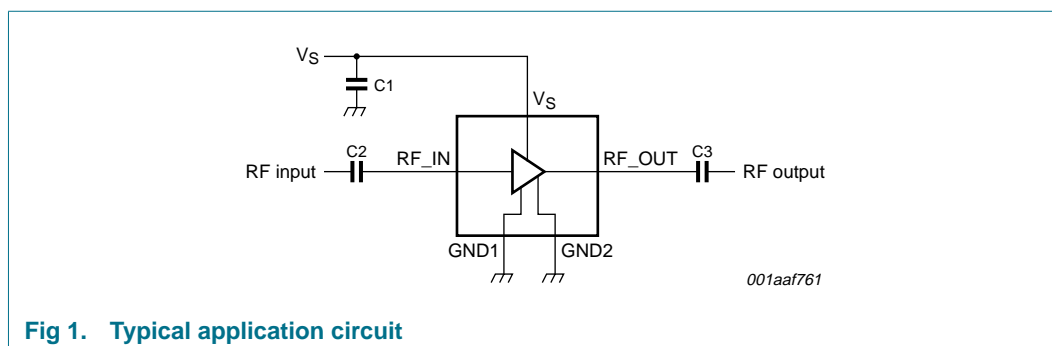 VS
C1
VS
C2
RF_IN
RF_OUT
C3
RF input
RF output
GND1
GND2
001aaf761
Fig 1. Typical application circuit